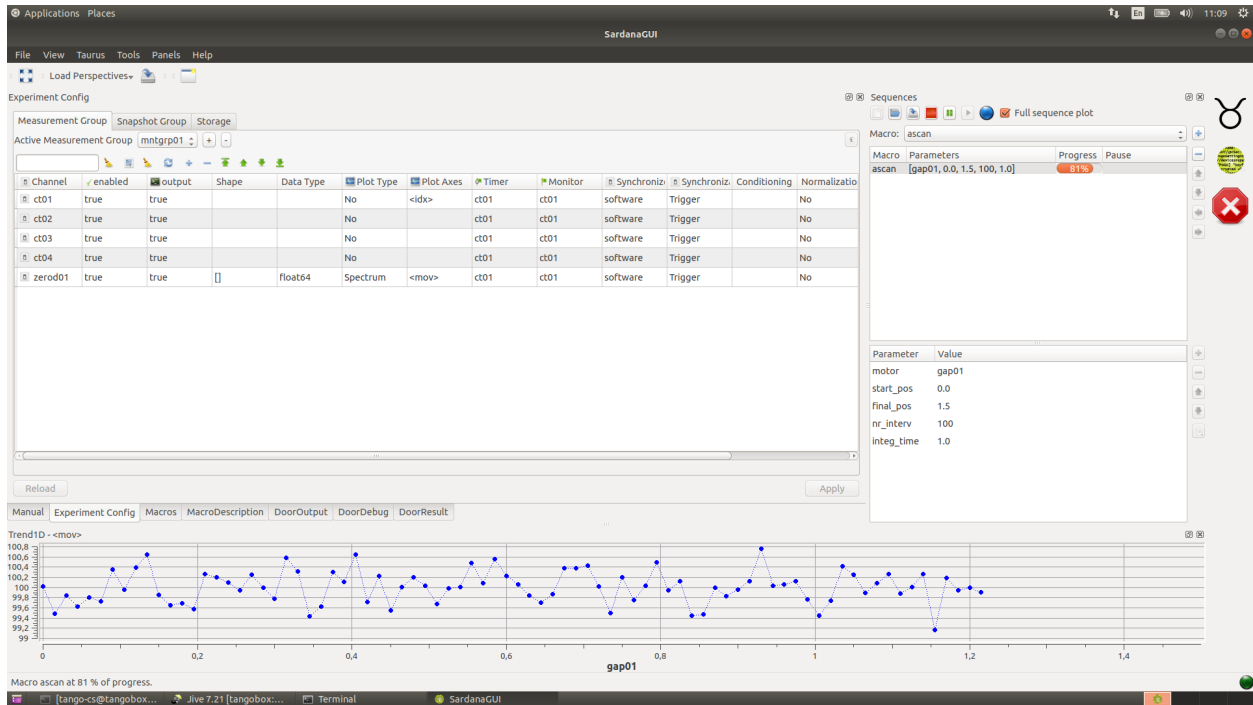 Applications Places
En 11:09
SardanaGUI
File View Taurus Tools Panels Help
Load Perspectives
Experiment Config
Measurement Group Snapshot Group Storage
Active Measurement Group mntgrp01 + -
Channel enabled output Shape Data Type Plot Type Plot Axes Timer Monitor Synchroniz Synchroniz Conditioning Normalizatio
ct01 true true No <idx> ct01 ct01 software Trigger No
ct02 true true No ct01 ct01 software Trigger No
ct03 true true No ct01 ct01 software Trigger No
ct04 true true No ct01 ct01 software Trigger No
zerod01 true true [] float64 Spectrum <mov> ct01 ct01 software Trigger No
Reload Apply
Manual Experiment Config Macros MacroDescription DoorOutput DoorDebug DoorResult
Sequences
Full sequence plot
Macro: ascan
Macro Parameters Progress Pause
ascan [gap01, 0.0, 1.5, 100, 1.0] 81%
Parameter Value
motor gap01
start_pos 0.0
final_pos 1.5
nr_interv 100
integ_time 1.0
Trend1D - <mov>
100,8
100,6
100,4
100,2
100
99,8
99,6
99,4
99,2
99
0 0,2 0,4 0,6 0,8 1 1,2 1,4
gap01
Macro ascan at 81 % of progress.
[tango-cs@tangobox... Jive 7.21 [tangobox:... Terminal SardanaGUI